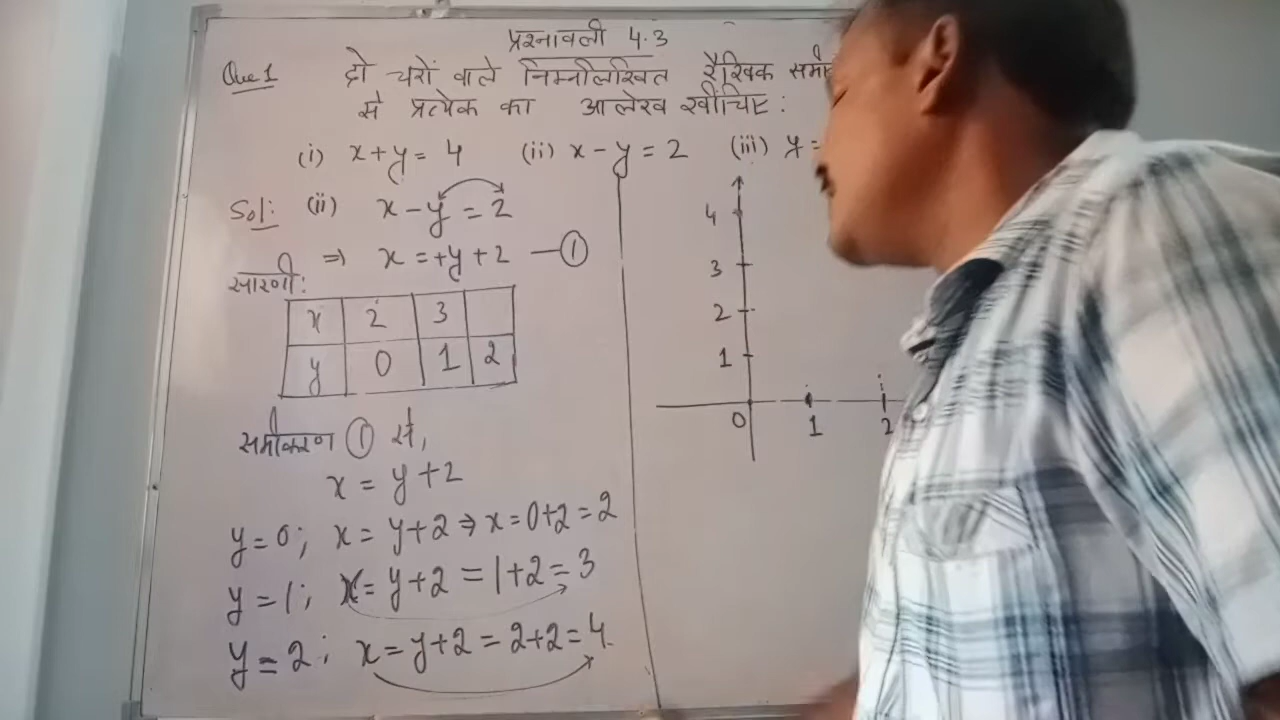 प्रश्नावली 4.3
Que 1 दो चरों वाले निम्नलिखित रैखिक
से प्रत्येक का आलेख खींचिए :
(i) x + y = 4 (ii) x - y = 2 (iii) y =
Sol: (ii) x - y = 2
⇒ x = +y + 2 — ①
सारणी:
x 2 3
y 0 1 2
समीकरण ① से,
x = y + 2
y = 0; x = y + 2 ⇒ x = 0 + 2 = 2
y = 1; x = y + 2 = 1 + 2 = 3
y = 2; x = y + 2 = 2 + 2 = 4
4
3
2
1
0 1 2